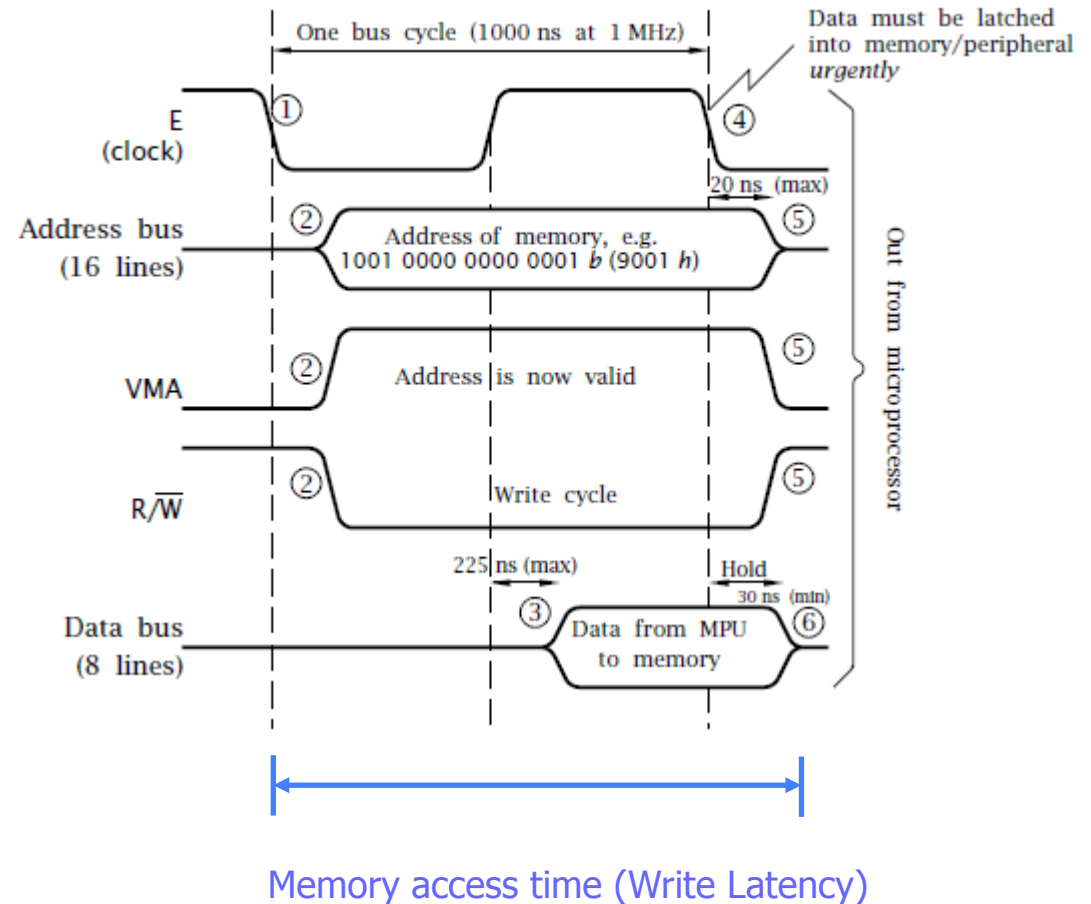 One bus cycle (1000 ns at 1 MHz)
Data must be latched
into memory/peripheral
urgently
E
(clock)
①
④
20 ns (max)
Address bus
(16 lines)
②
Address of memory, e.g.
1001 0000 0000 0001 b (9001 h)
⑤
VMA
②
Address is now valid
⑤
R/W̅
②
Write cycle
⑤
225 ns (max)
Hold
30 ns (min)
Data bus
(8 lines)
③
Data from MPU
to memory
⑥
Out from microprocessor
Memory access time (Write Latency)